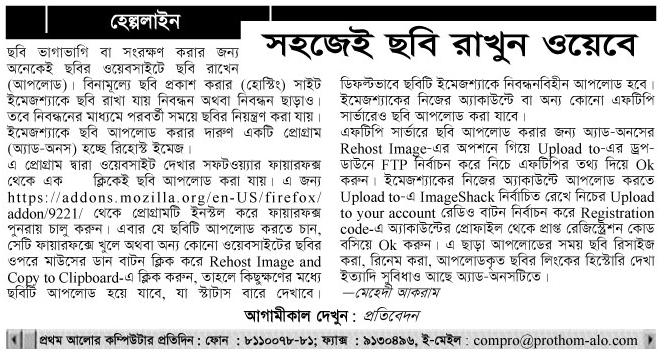 হেল্পলাইন
সহজেই ছবি রাখুন ওয়েবে
ছবি ভাগাভাগি বা সংরক্ষণ করার জন্য
অনেকেই ছবির ওয়েবসাইটে ছবি রাখেন
(আপলোড)। বিনামূল্যে ছবি প্রকাশ করার (হোস্টিং) সাইট
ইমেজশ্যাকে ছবি রাখা যায় নিবন্ধন অথবা নিবন্ধন ছাড়াও।
তবে নিবন্ধনের মাধ্যমে পরবর্তী সময়ে ছবির নিয়ন্ত্রণ করা যায়।
ইমেজশ্যাকে ছবি আপলোড করার দারুণ একটি প্রোগ্রাম
(অ্যাড-অনস) হচ্ছে রিহোস্ট ইমেজ।
এ প্রোগ্রাম দ্বারা ওয়েবসাইট দেখার সফটওয়্যার ফায়ারফক্স
থেকে এক ক্লিকেই ছবি আপলোড করা যায়। এ জন্য
https://addons.mozilla.org/en-US/firefox/
addon/9221/ থেকে প্রোগ্রামটি ইনস্টল করে ফায়ারফক্স
পুনরায় চালু করুন। এবার যে ছবিটি আপলোড করতে চান,
সেটি ফায়ারফক্সে খুলে অথবা অন্য কোনো ওয়েবসাইটের ছবির
ওপরে মাউসের ডান বাটন ক্লিক করে Rehost Image and
Copy to Clipboard-এ ক্লিক করুন, তাহলে কিছুক্ষণের মধ্যে
ছবিটি আপলোড হয়ে যাবে, যা স্টাটাস বারে দেখাবে।
ডিফল্টভাবে ছবিটি ইমেজশ্যাকে নিবন্ধনবিহীন আপলোড হবে।
ইমেজশ্যাকের নিজের অ্যাকাউন্টে বা অন্য কোনো এফটিপি
সার্ভারেও ছবি আপলোড করা যাবে।
এফটিপি সার্ভারে ছবি আপলোড করার জন্য অ্যাড-অনসের
Rehost Image-এর অপশনে গিয়ে Upload to-এর ড্রপ-
ডাউনে FTP নির্বাচন করে নিচে এফটিপির তথ্য দিয়ে Ok
করুন। ইমেজশ্যাকের নিজের অ্যাকাউন্টে আপলোড করতে
Upload to-এ ImageShack নির্বাচিত রেখে নিচের Upload
to your account রেডিও বাটন নির্বাচন করে Registration
code-এ অ্যাকাউন্টের প্রোফাইল থেকে প্রাপ্ত রেজিস্ট্রেশন কোড
বসিয়ে Ok করুন। এ ছাড়া আপলোডের সময় ছবি রিসাইজ
করা, রিনেম করা, আপলোডকৃত ছবির লিংকের হিস্টোরি দেখা
ইত্যাদি সুবিধাও আছে অ্যাড-অনসটিতে।
—মেহেদী আকরাম
আগামীকাল দেখুন : প্রতিবেদন
প্রথম আলোর কম্পিউটার প্রতিদিন : ফোন : ৮১১০০৭৮-৮১; ফ্যাক্স : ৯১৩০৪৯৬, ই-মেইল : compro@prothom-alo.com